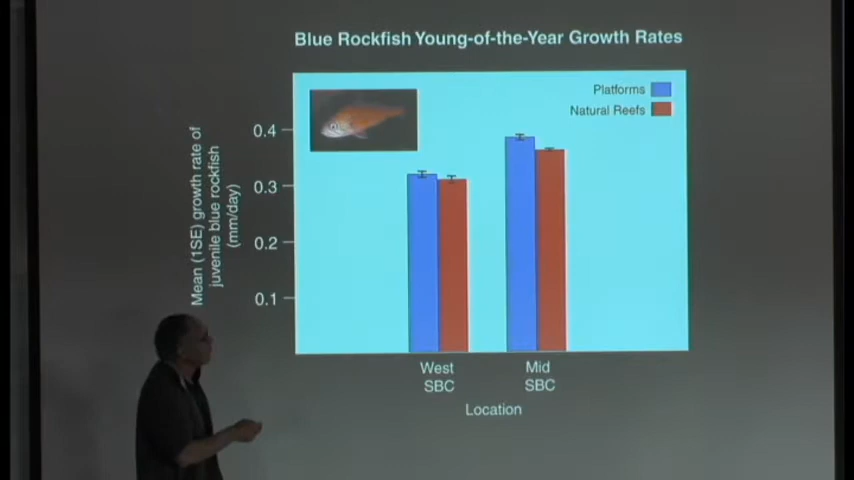 Blue Rockfish Young-of-the-Year Growth Rates
Platforms
Natural Reefs
Mean (1SE) growth rate of
juvenile blue rockfish
(mm/day)
0.4
0.3
0.2
0.1
West
SBC
Mid
SBC
Location